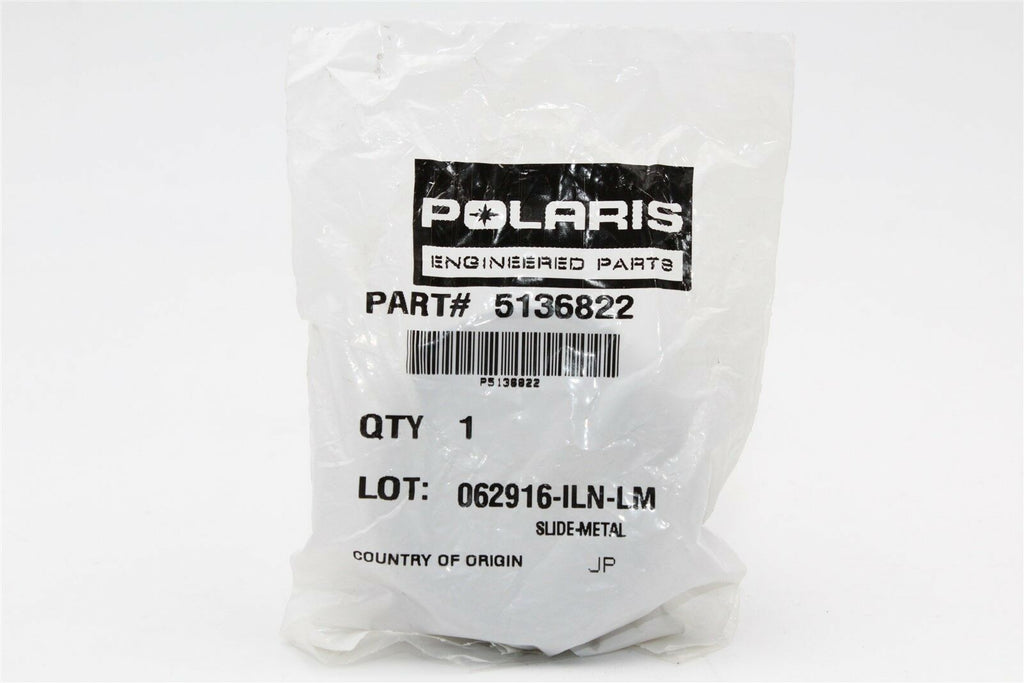 POLARIS
ENGINEERED PARTS
PART# 5136822
P5136822
QTY 1
LOT: 062916-ILN-LM
SLIDE-METAL
COUNTRY OF ORIGIN JP